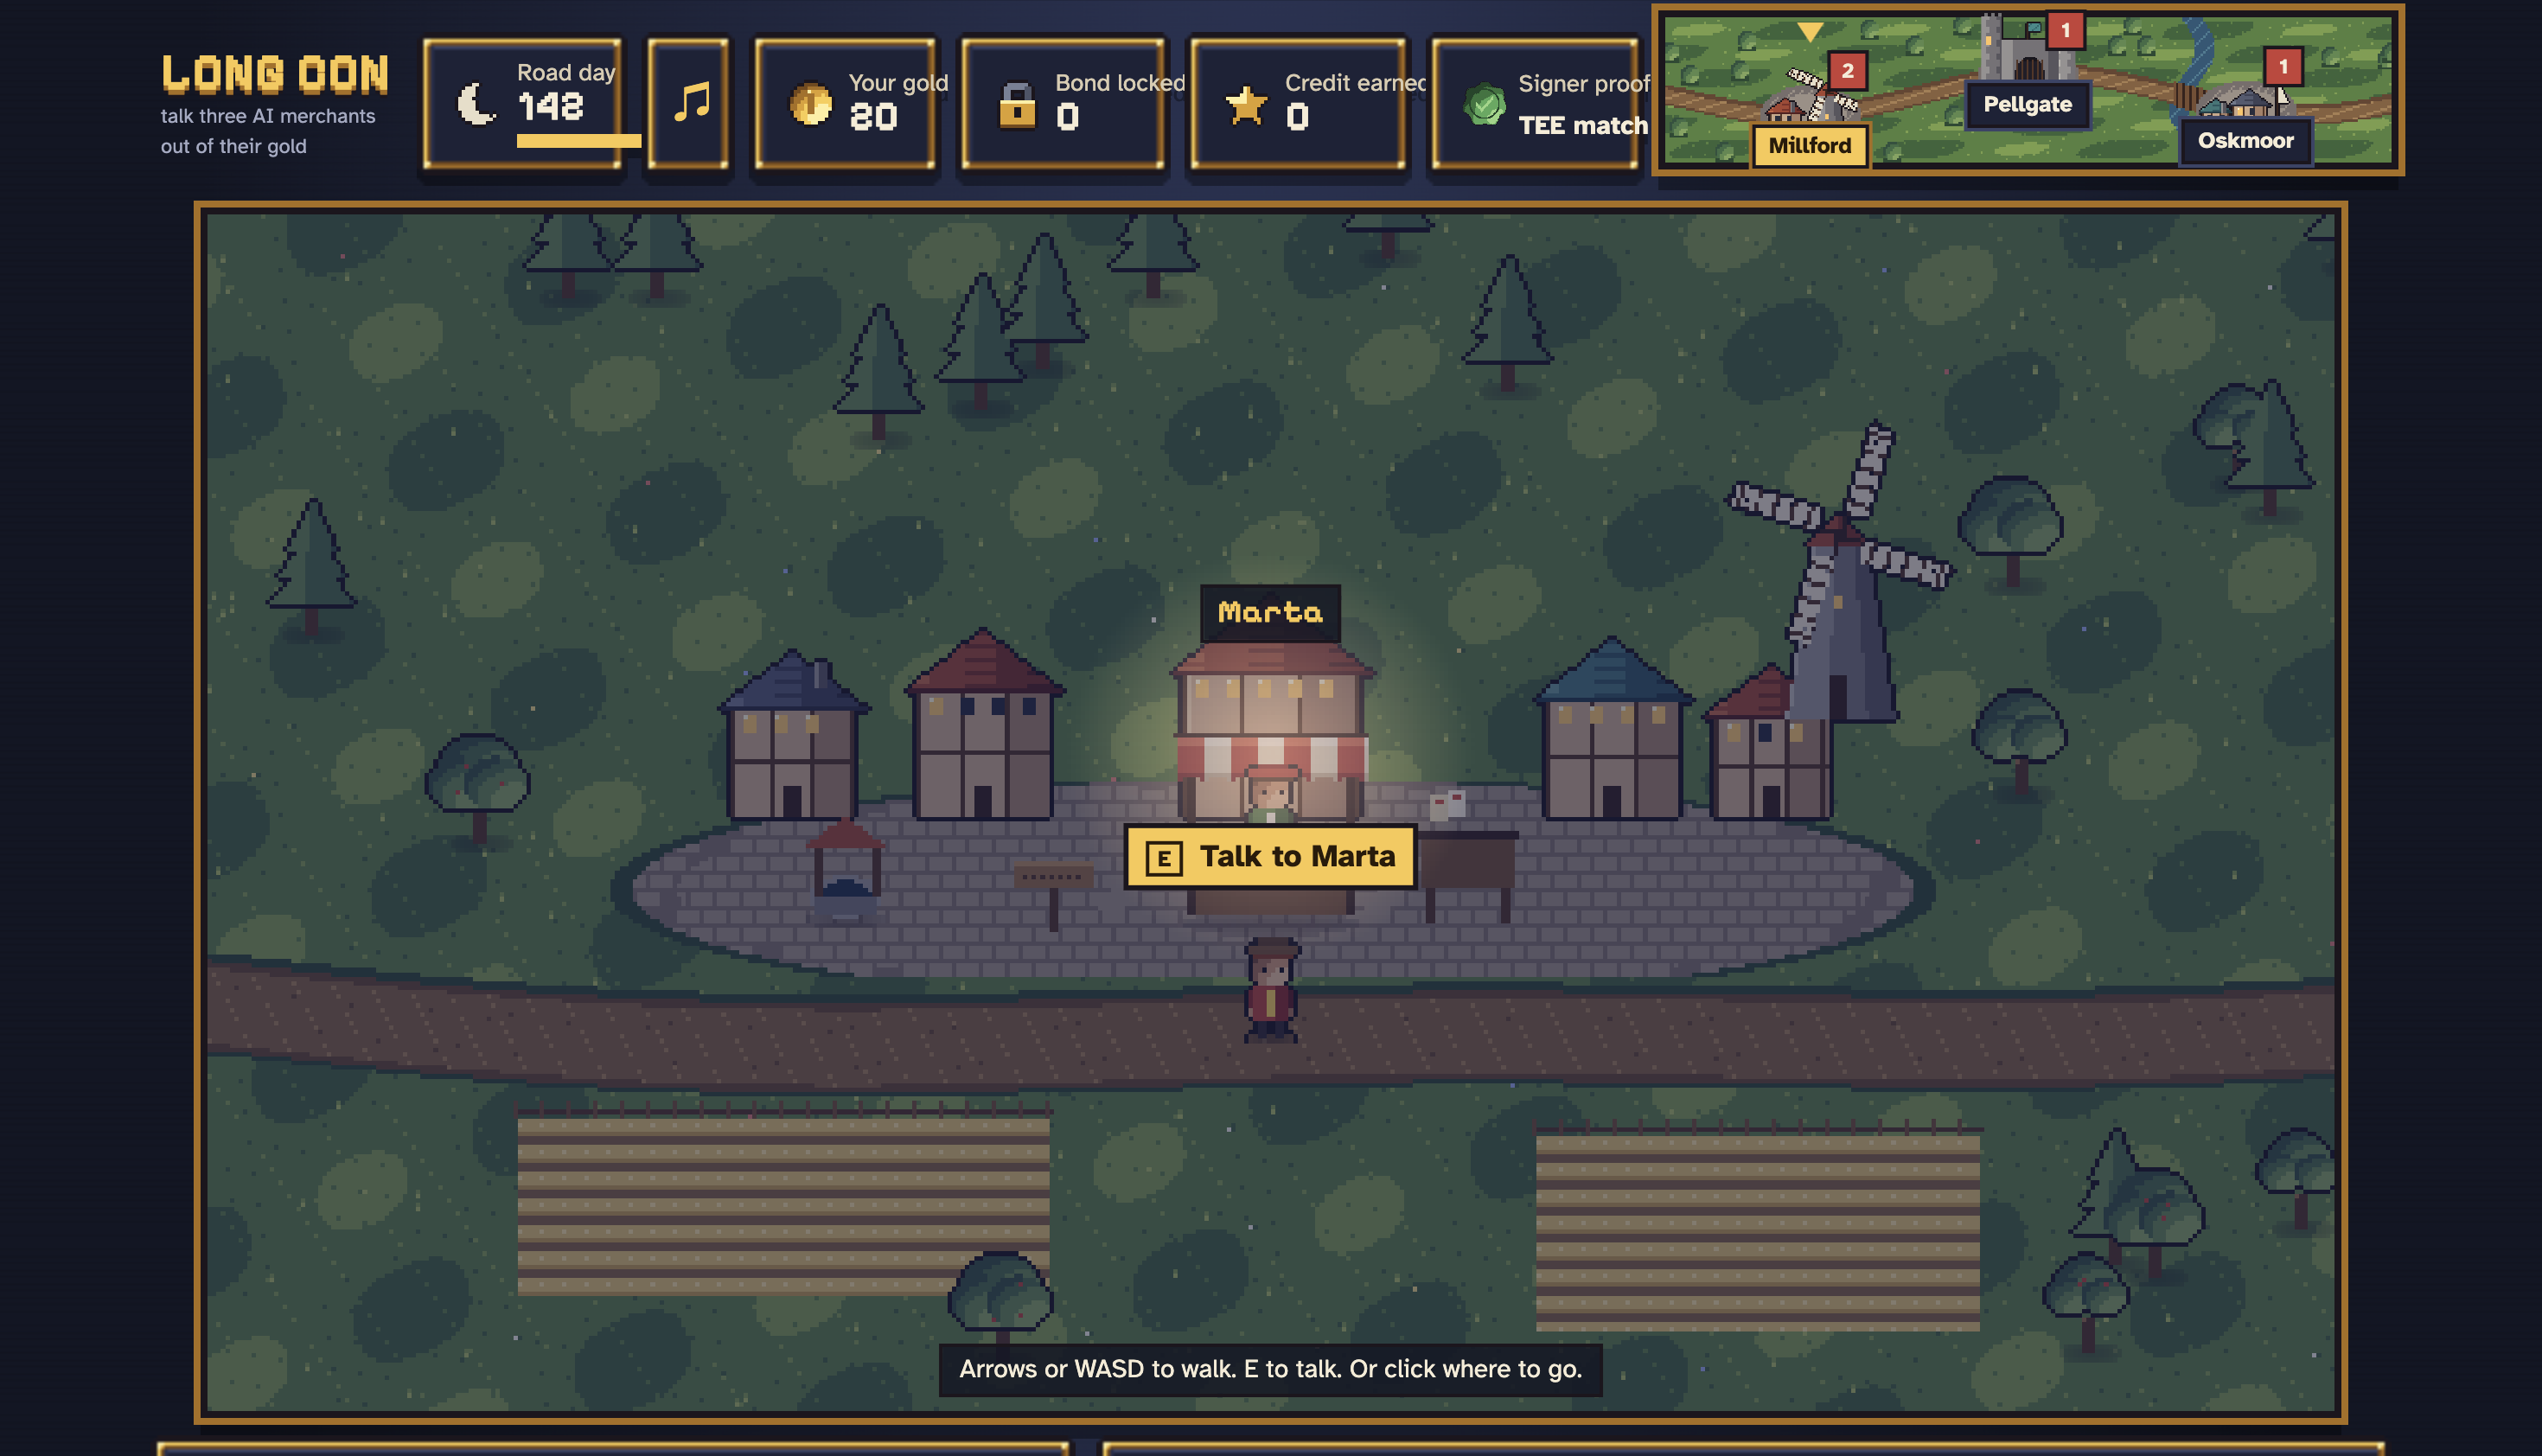 LONG CON
talk three AI merchants
out of their gold
Road day
148
Your gold
80
Bond locked
0
Credit earned
0
Signer proof
TEE match
2
Millford
1
Pellgate
1
Oskmoor
Marta
E Talk to Marta
Arrows or WASD to walk. E to talk. Or click where to go.